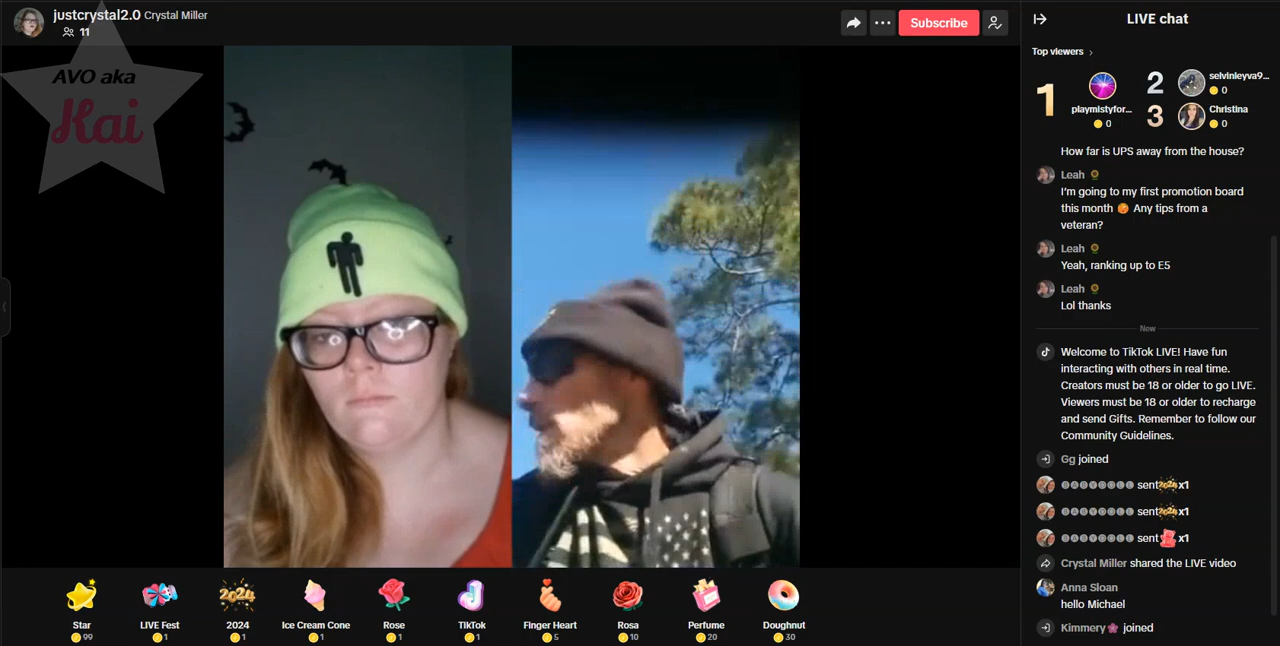 justcrystal2.0 Crystal Miller
11
Subscribe
AVO aka
Kai
LIVE chat
Top viewers
1
playmistyfor...
0
2
selvinleyva9...
0
3
Christina
0
How far is UPS away from the house?
Leah
I'm going to my first promotion board
this month Any tips from a
veteran?
Leah
Yeah, ranking up to E5
Leah
Lol thanks
Now
Welcome to TikTok LIVE! Have fun
interacting with others in real time.
Creators must be 18 or older to go LIVE.
Viewers must be 18 or older to recharge
and send Gifts. Remember to follow our
Community Guidelines.
Gg joined
🅑🅐🅑🅨🅓🅞🅛🅛 sent 2024 x1
🅑🅐🅑🅨🅓🅞🅛🅛 sent 2024 x1
🅑🅐🅑🅨🅓🅞🅛🅛 sent x1
Crystal Miller shared the LIVE video
Anna Sloan
hello Michael
Kimmery joined
2024
Star LIVE Fest 2024 Ice Cream Cone Rose TikTok Finger Heart Rosa Perfume Doughnut
99 1 1 1 1 1 5 10 20 30